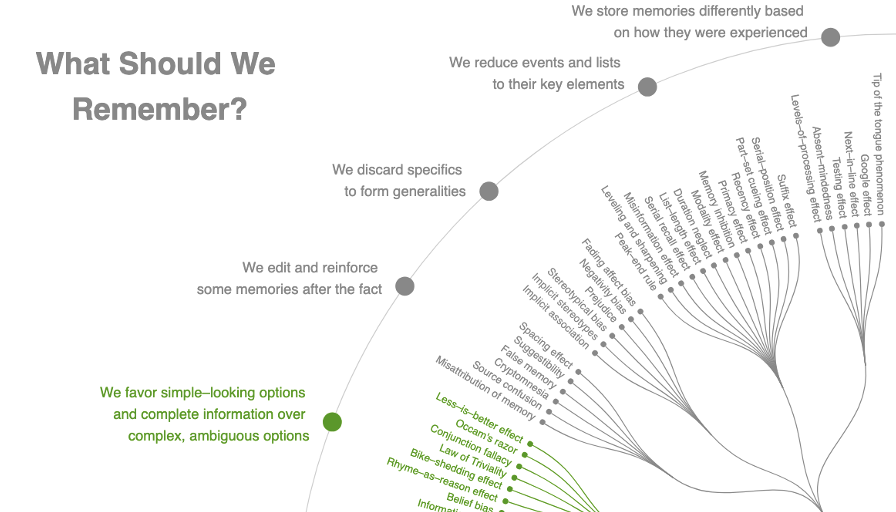 What Should We
Remember?
We store memories differently based
on how they were experienced
We reduce events and lists
to their key elements
We discard specifics
to form generalities
We edit and reinforce
some memories after the fact
We favor simple–looking options
and complete information over
complex, ambiguous options
Tip of the tongue phenomenon
Google effect
Next–in–line effect
Testing effect
Absent–mindedness
Levels–of–processing effect
Suffix effect
Serial–position effect
Part–set cueing effect
Recency effect
Primacy effect
Memory inhibition
Modality effect
Duration neglect
List–length effect
Serial recall effect
Misinformation effect
Leveling and sharpening
Peak–end rule
Fading affect bias
Negativity bias
Prejudice
Stereotypical bias
Implicit stereotypes
Implicit association
Spacing effect
Suggestibility
False memory
Cryptomnesia
Source confusion
Misattribution of memory
Less–is–better effect
Occam's razor
Conjunction fallacy
Law of Triviality
Bike–shedding effect
Rhyme–as–reason effect
Belief bias